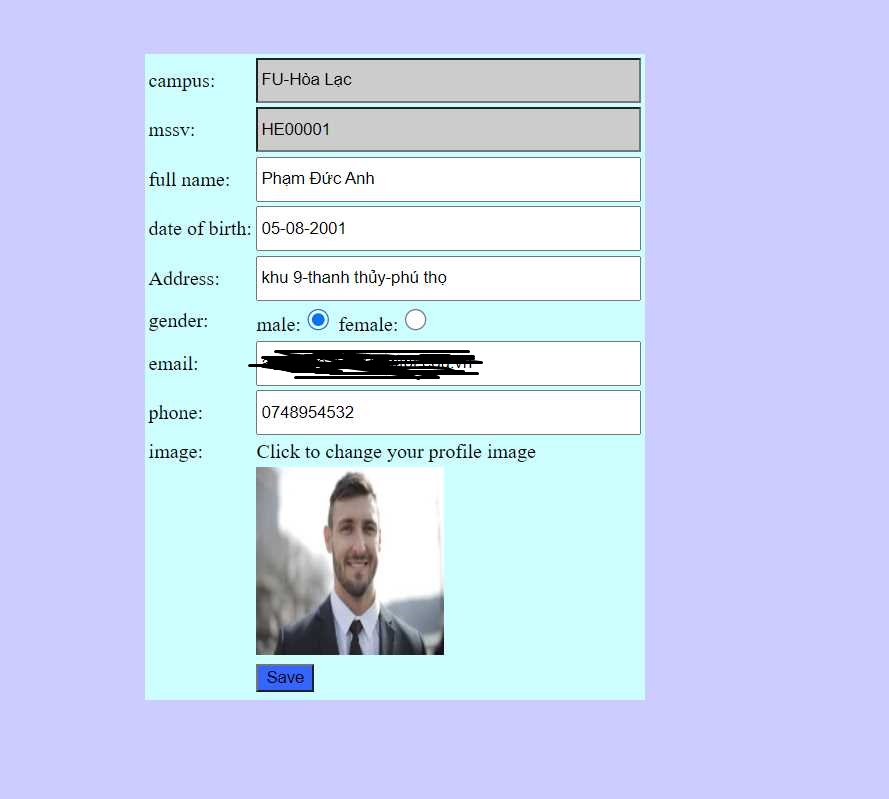 campus: FU-Hòa Lạc
mssv: HE00001
full name: Phạm Đức Anh
date of birth: 05-08-2001
Address: khu 9-thanh thủy-phú thọ
gender: male: female:
email:
phone: 0748954532
image: Click to change your profile image
Save